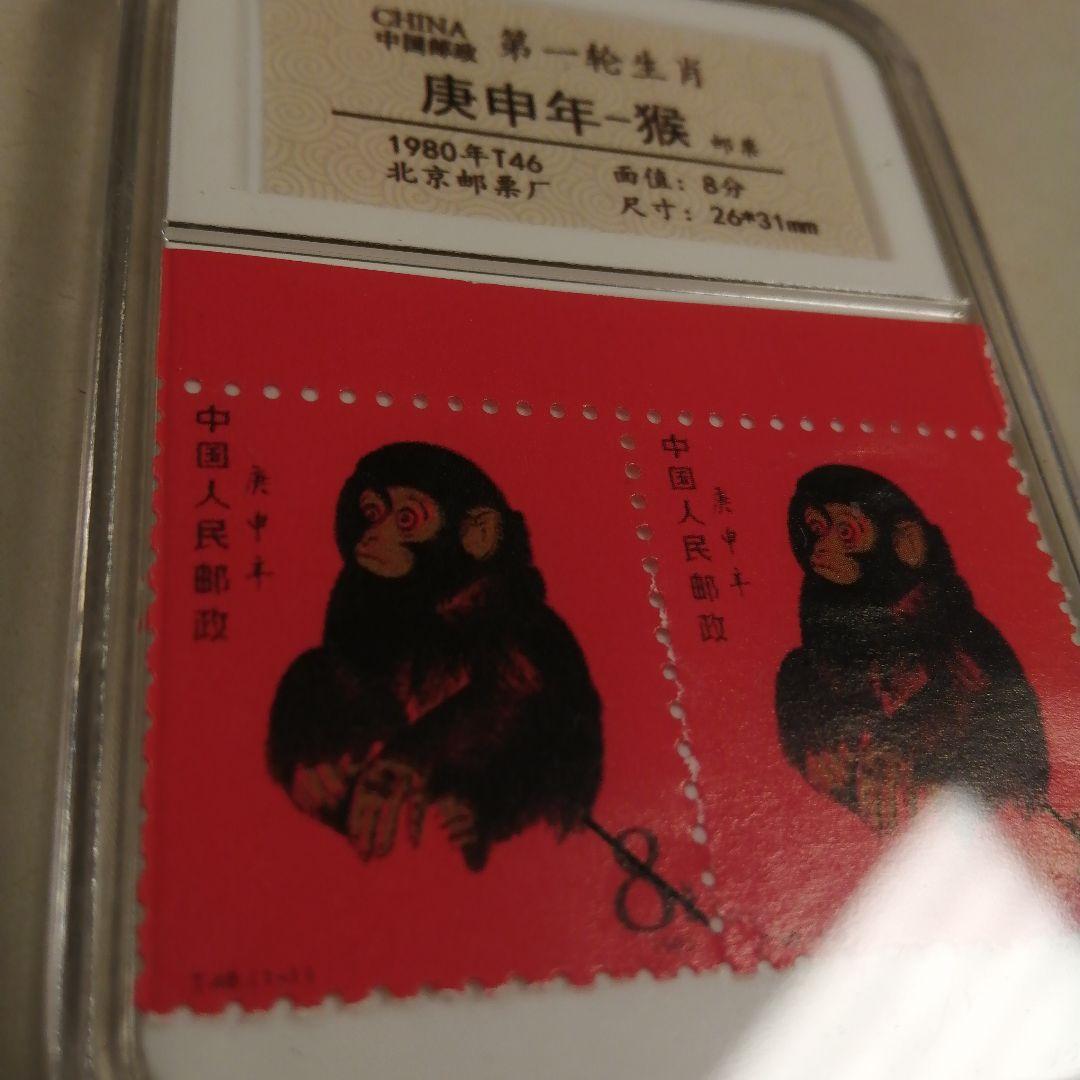 CHINA
中国邮政
第一轮生肖
庚申年-猴 邮票
1980年T46
北京邮票厂
面值：8分
尺寸：26*31mm
中国人民邮政
庚申年
8
中国人民邮政
庚申年